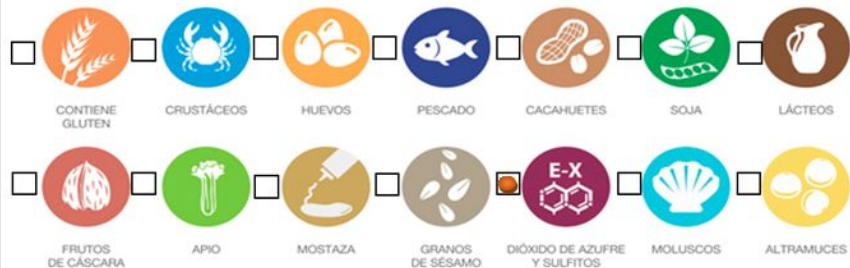 CONTIENE
GLUTEN
CRUSTÁCEOS
HUEVOS
PESCADO
CACAHUETES
SOJA
LÁCTEOS
E-X
FRUTOS
DE CÁSCARA
APIO
MOSTAZA
GRANOS
DE SÉSAMO
DIÓXIDO DE AZUFRE
Y SULFITOS
MOLUSCOS
ALTRAMUCES